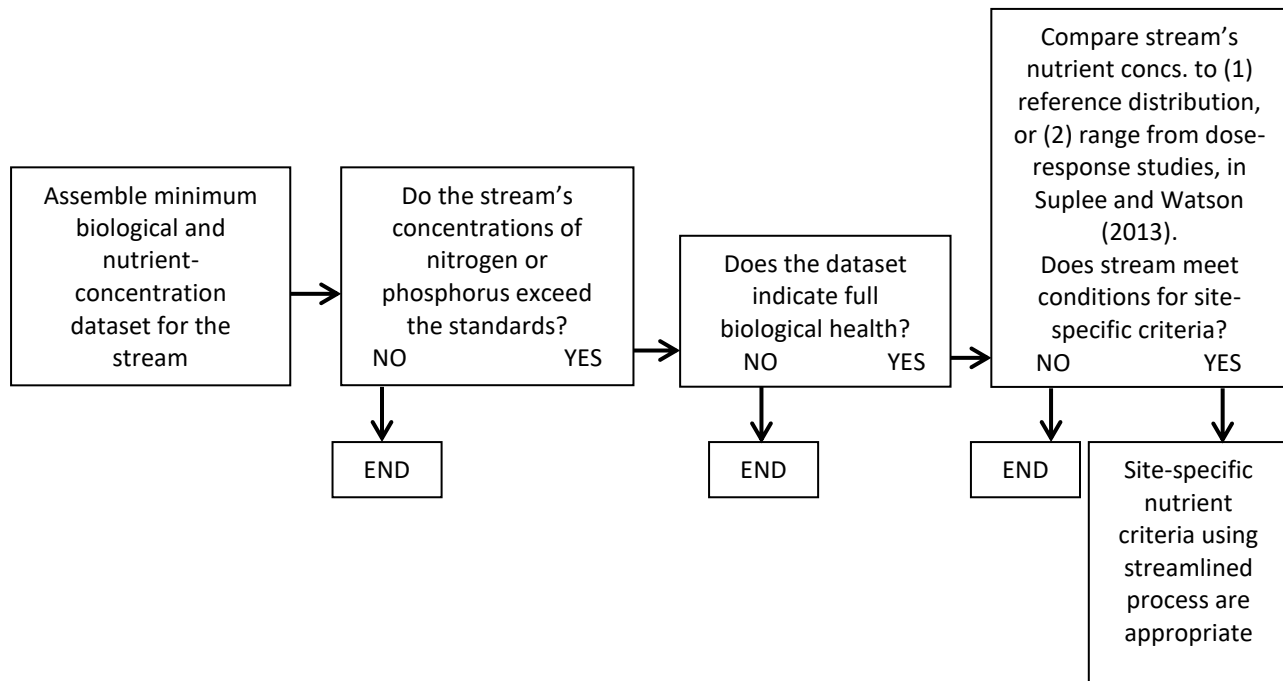 Assemble minimum
biological and
nutrient-
concentration
dataset for the
stream
Do the stream’s
concentrations of
nitrogen or
phosphorus exceed
the standards?
NO YES
END
Does the dataset
indicate full
biological health?
NO YES
END
Compare stream’s
nutrient concs. to (1)
reference distribution,
or (2) range from dose-
response studies, in
Suplee and Watson
(2013).
Does stream meet
conditions for site-
specific criteria?
NO YES
END
Site-specific
nutrient
criteria using
streamlined
process are
appropriate